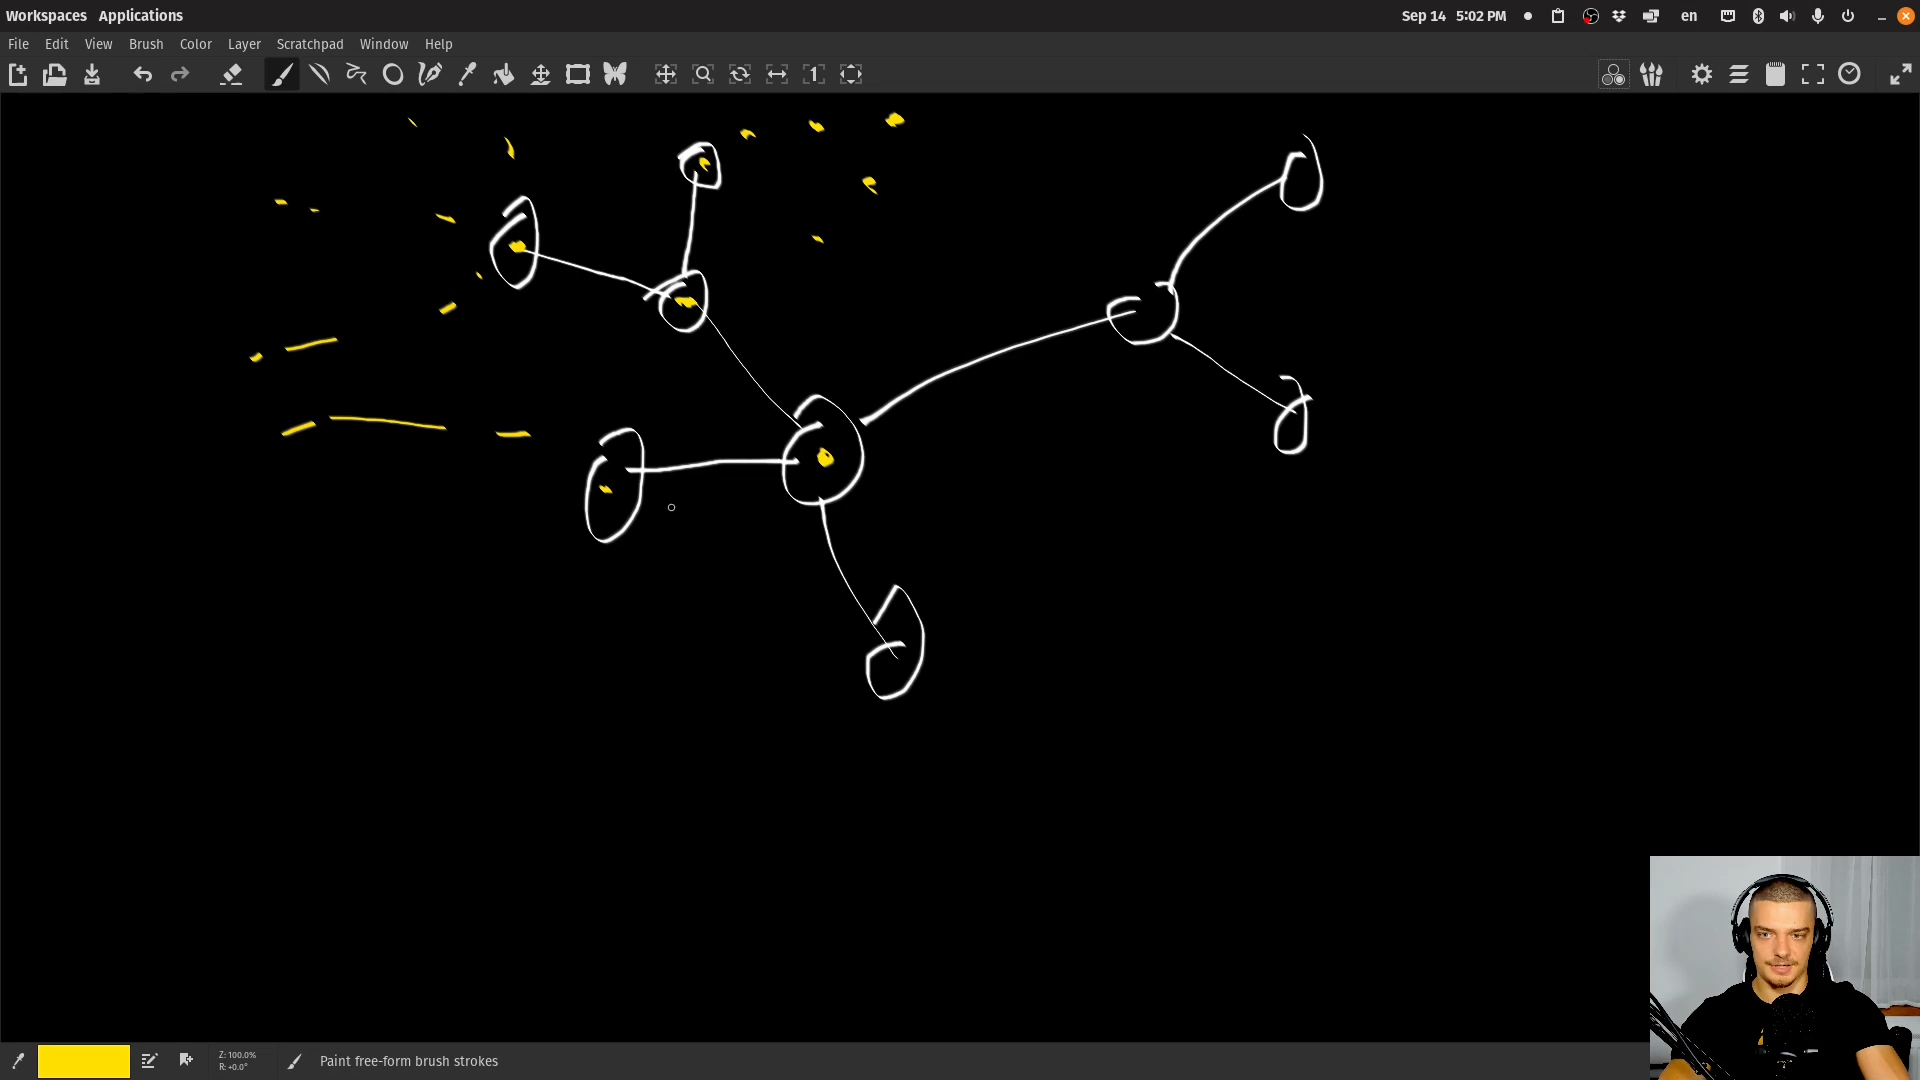 Workspaces Applications Sep 14 5:02 PM en
File Edit View Brush Color Layer Scratchpad Window Help
1
Z: 100.0%
R: +0.0°
Paint free-form brush strokes